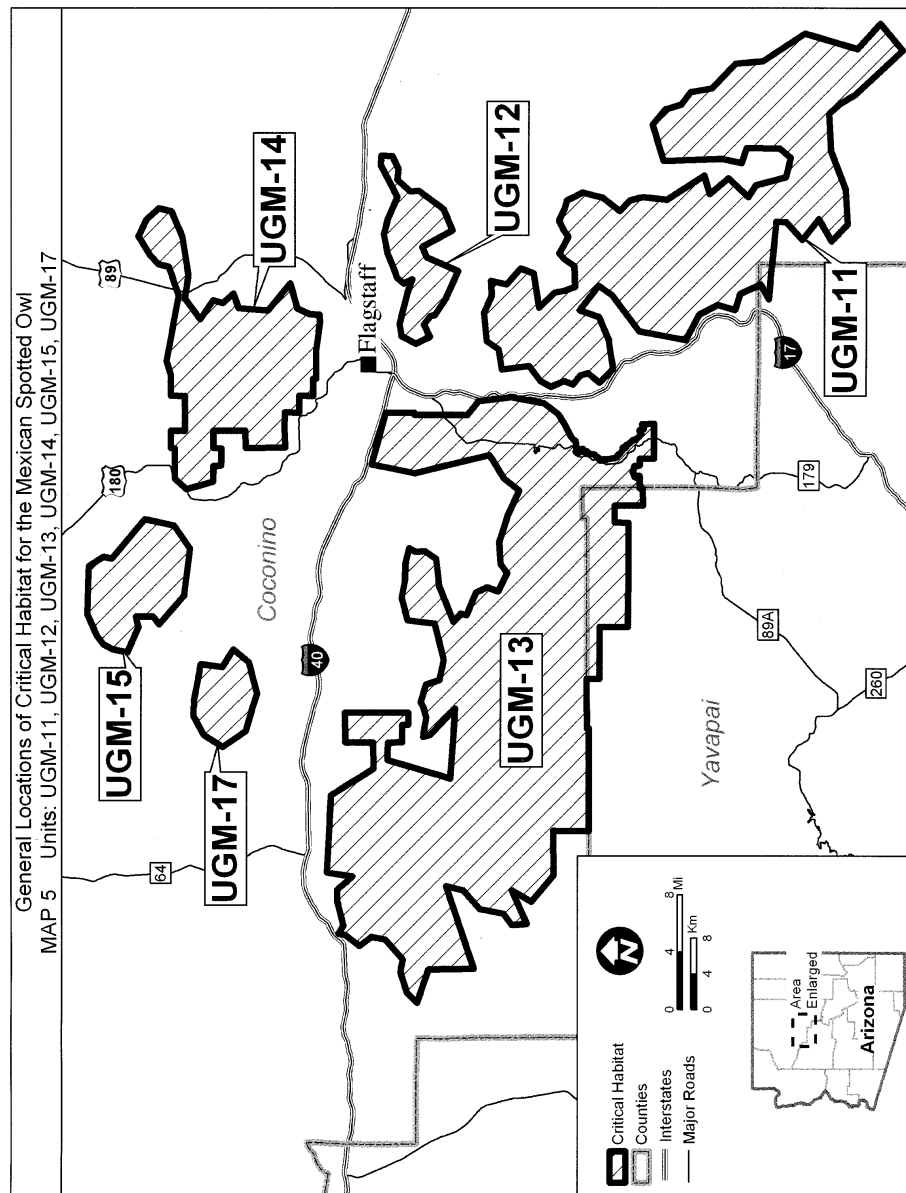 General Locations of Critical Habitat for the Mexican Spotted Owl
MAP 5 Units: UGM-11, UGM-12, UGM-13, UGM-14, UGM-15, UGM-17
64
180
89
UGM-15
UGM-14
UGM-17
Coconino
40
Flagstaff
UGM-12
UGM-13
UGM-11
17
Yavapai
179
89A
260
Critical Habitat
Counties
Interstates
Major Roads
N
0 4 8
Mi
Km
0 4 8
Area
Enlarged
Arizona